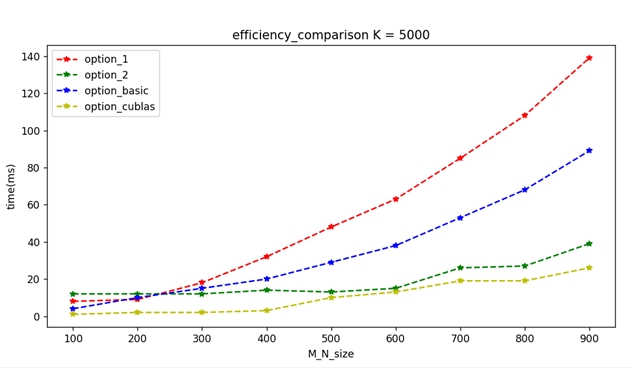 efficiency_comparison K = 5000
option_1
option_2
option_basic
option_cublas
time(ms)
140
120
100
80
60
40
20
0
100 200 300 400 500 600 700 800 900
M_N_size